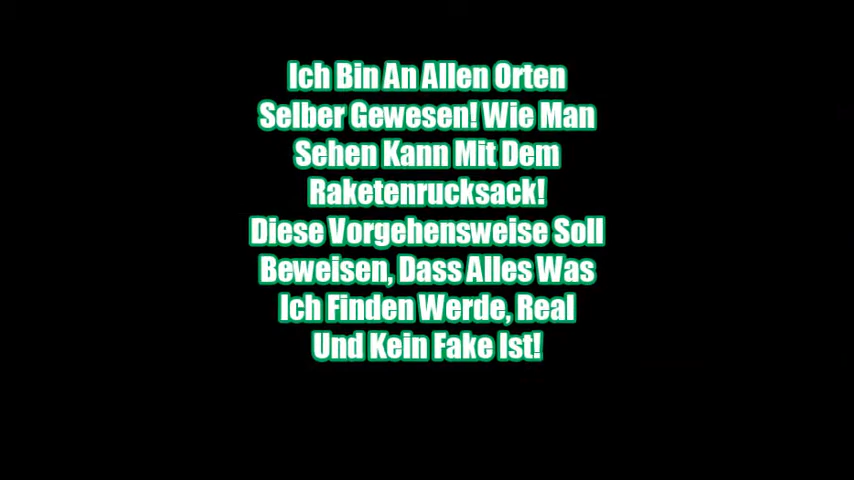 Ich Bin An Allen Orten
Selber Gewesen! Wie Man
Sehen Kann Mit Dem
Raketenrucksack!
Diese Vorgehensweise Soll
Beweisen, Dass Alles Was
Ich Finden Werde, Real
Und Kein Fake Ist!